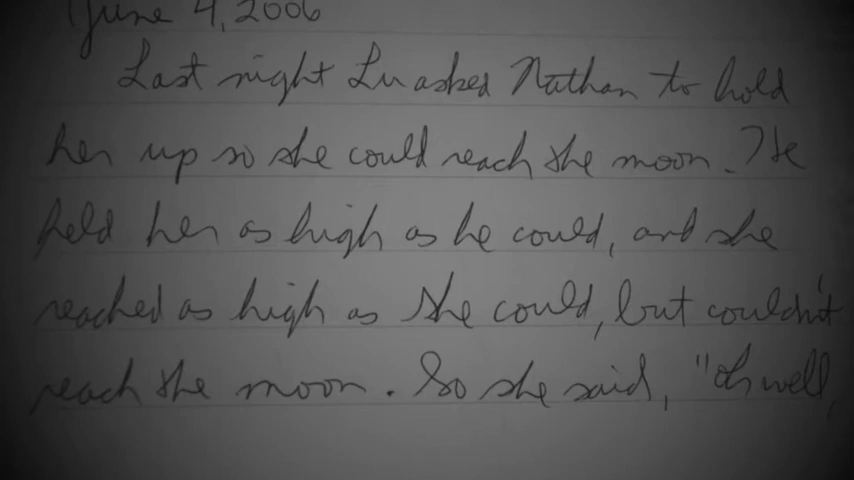 June 4, 2006
Last night Lu asked Nathan to hold
her up so she could reach the moon. He
held her as high as he could, and she
reached as high as she could, but couldn't
reach the moon. So she said, "Oh well,